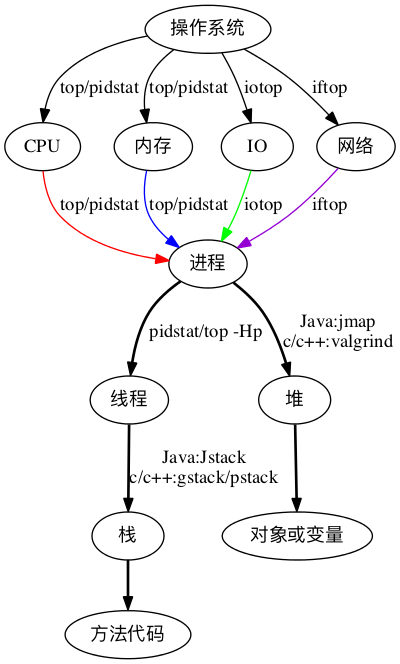 操作系统
top/pidstat
top/pidstat
iotop
iftop
CPU
内存
IO
网络
top/pidstat
top/pidstat
iotop
iftop
进程
pidstat/top -Hp
Java:jmap
c/c++:valgrind
线程
堆
Java:Jstack
c/c++:gstack/pstack
栈
对象或变量
方法代码